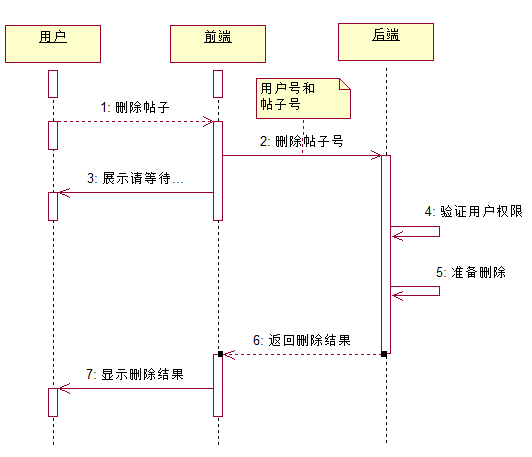 用户
前端
后端
用户号和
帖子号
1: 删除帖子
2: 删除帖子号
3: 展示请等待...
4: 验证用户权限
5: 准备删除
6: 返回删除结果
7: 显示删除结果